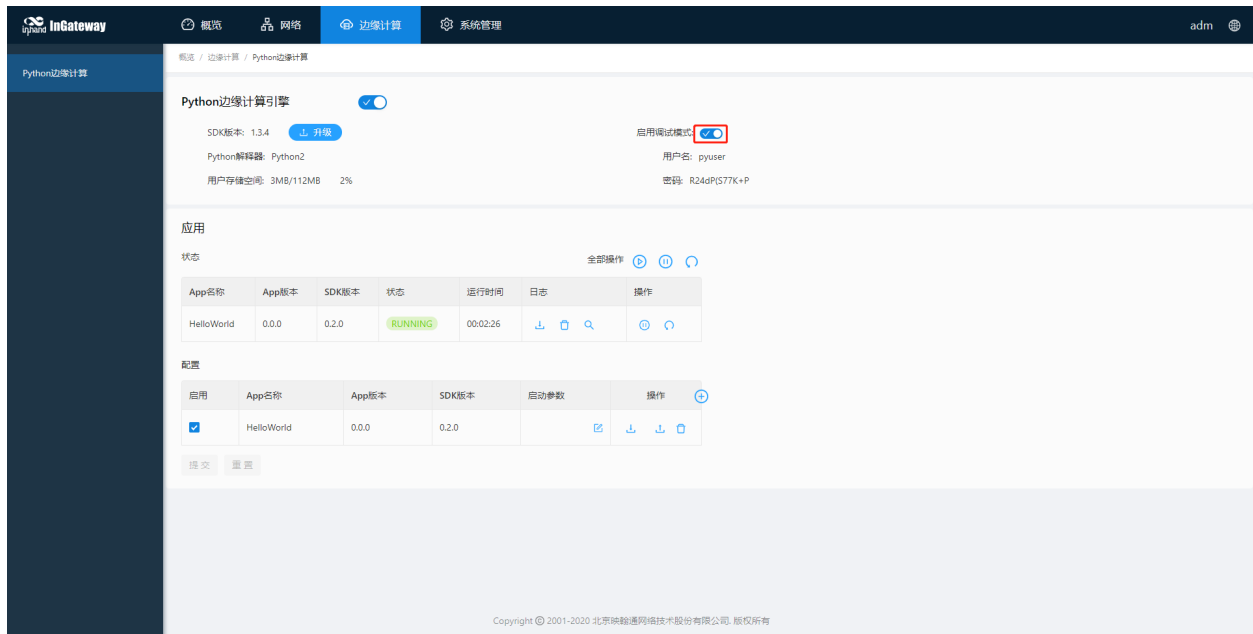 inhand InGateway 概览 网络 边缘计算 系统管理 adm
Python边缘计算
概览 / 边缘计算 / Python边缘计算
Python边缘计算引擎
SDK版本: 1.3.4 升级 启用调试模式:
Python解释器: Python2 用户名: pyuser
用户存储空间: 3MB/112MB 2% 密码: R24dP(S77K+P
应用
状态 全部操作
App名称 App版本 SDK版本 状态 运行时间 日志 操作
HelloWorld 0.0.0 0.2.0 RUNNING 00:02:26
配置
启用 App名称 App版本 SDK版本 启动参数 操作
HelloWorld 0.0.0 0.2.0
提 交 重 置
Copyright © 2001-2020 北京映翰通网络技术股份有限公司. 版权所有